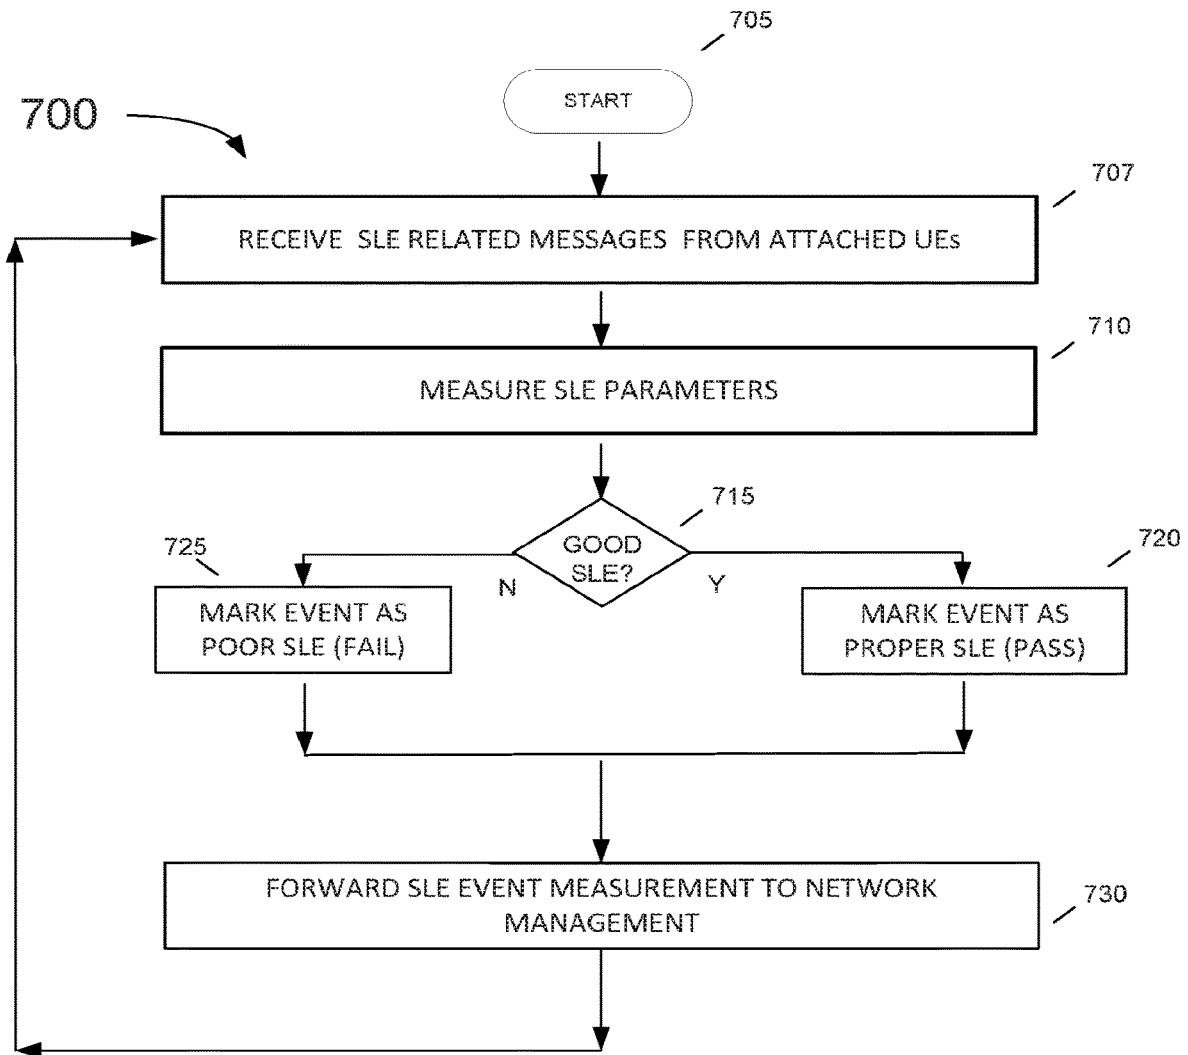 705
START
700
707
RECEIVE SLE RELATED MESSAGES FROM ATTACHED UEs
710
MEASURE SLE PARAMETERS
715
GOOD
SLE?
N
Y
725
MARK EVENT AS
POOR SLE (FAIL)
720
MARK EVENT AS
PROPER SLE (PASS)
FORWARD SLE EVENT MEASUREMENT TO NETWORK
MANAGEMENT
730